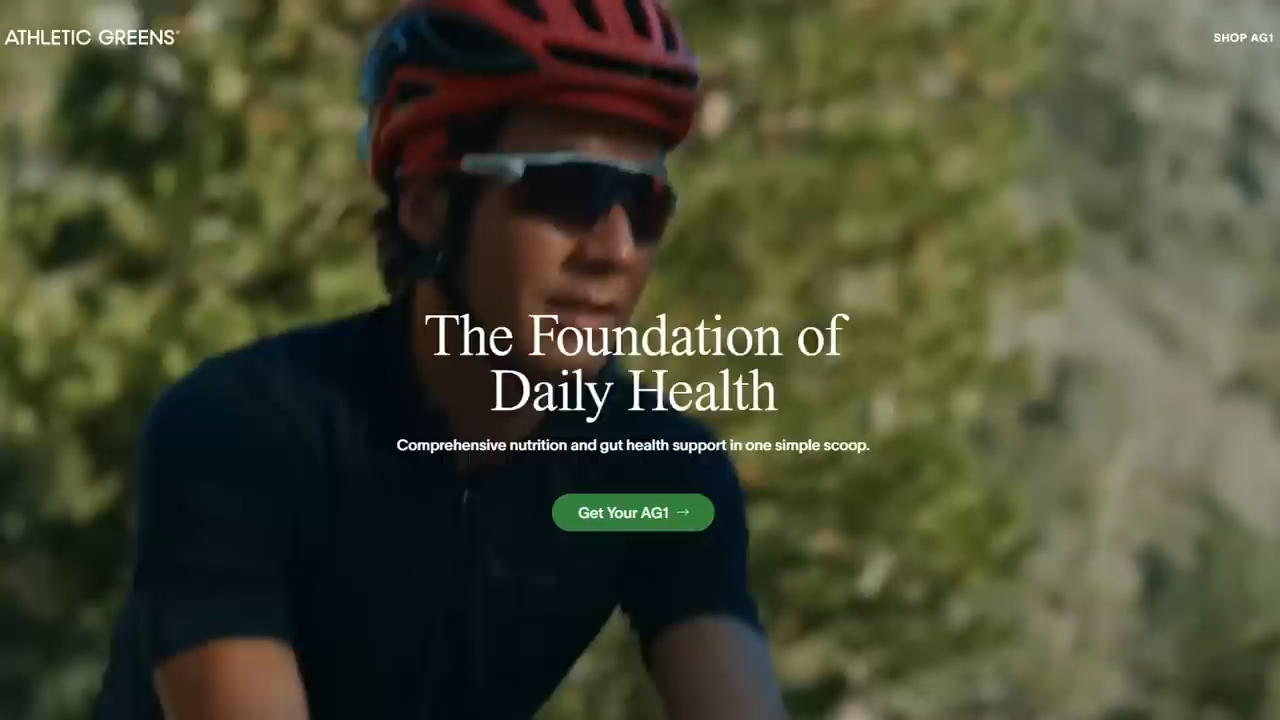 ATHLETIC GREENS®
SHOP AG1
The Foundation of
Daily Health
Comprehensive nutrition and gut health support in one simple scoop.
Get Your AG1 →